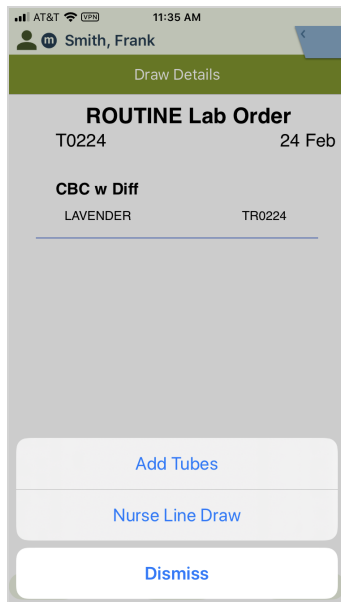 AT&T VPN 11:35 AM
m Smith, Frank
Draw Details
ROUTINE Lab Order
T0224 24 Feb
CBC w Diff
LAVENDER TR0224
Add Tubes
Nurse Line Draw
Dismiss